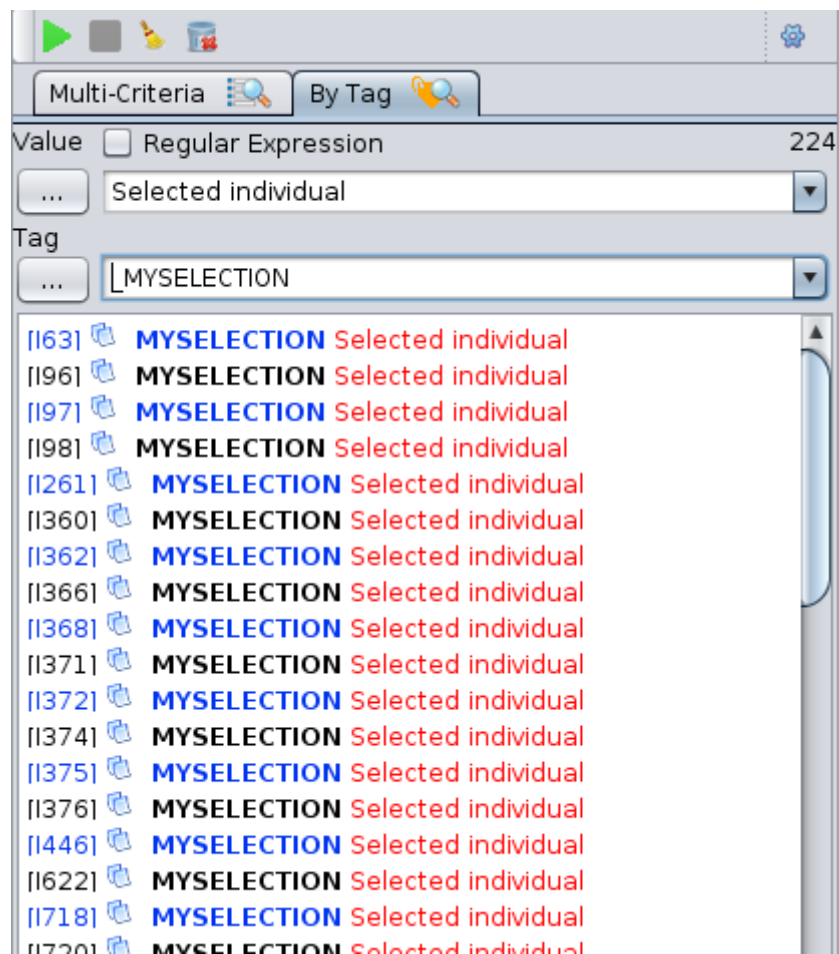 Multi-Criteria By Tag
Value Regular Expression 224
... Selected individual
Tag
... _MYSELECTION
[I63] MYSELECTION Selected individual
[I96] MYSELECTION Selected individual
[I97] MYSELECTION Selected individual
[I98] MYSELECTION Selected individual
[I261] MYSELECTION Selected individual
[I360] MYSELECTION Selected individual
[I362] MYSELECTION Selected individual
[I366] MYSELECTION Selected individual
[I368] MYSELECTION Selected individual
[I371] MYSELECTION Selected individual
[I372] MYSELECTION Selected individual
[I374] MYSELECTION Selected individual
[I375] MYSELECTION Selected individual
[I376] MYSELECTION Selected individual
[I446] MYSELECTION Selected individual
[I622] MYSELECTION Selected individual
[I718] MYSELECTION Selected individual
[I720] MYSELECTION Selected individual